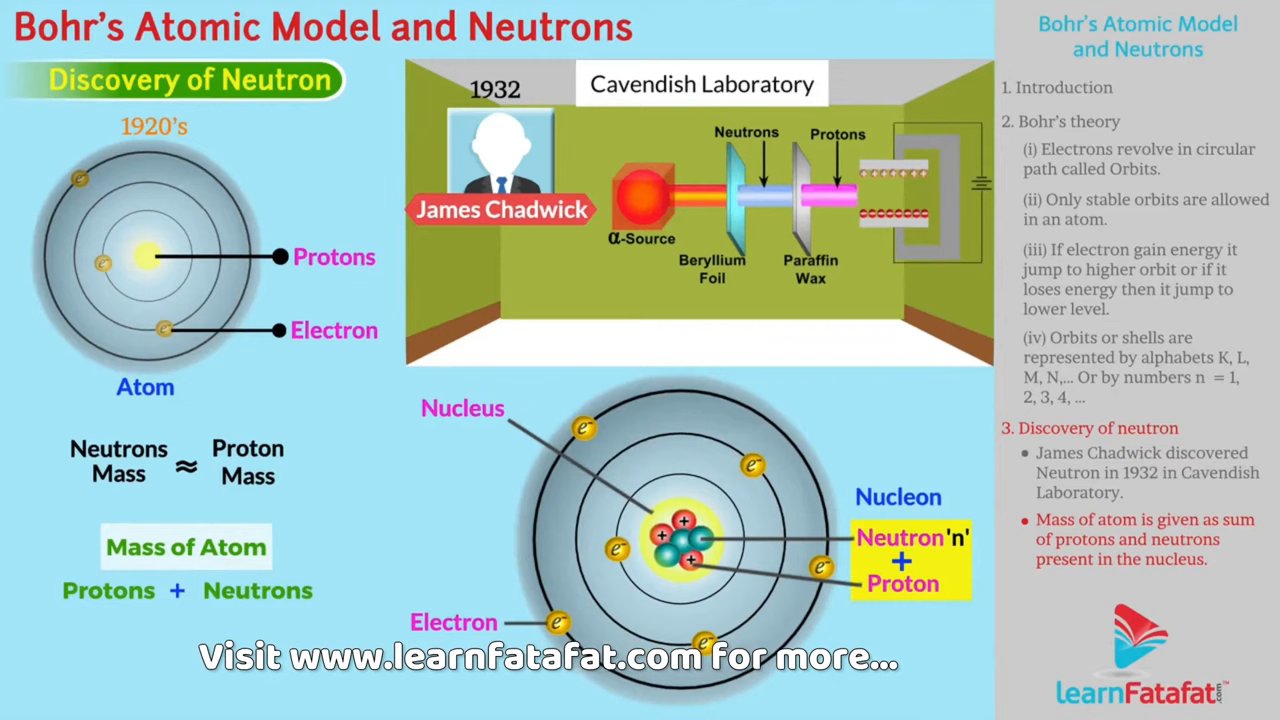 Bohr's Atomic Model and Neutrons
Discovery of Neutron
1920's
e⁻
e⁻
e⁻
Protons
Electron
Atom
Neutrons
Mass
≈
Proton
Mass
Mass of Atom
Protons + Neutrons
1932
James Chadwick
Cavendish Laboratory
Neutrons
Protons
α-Source
Beryllium
Foil
Paraffin
Wax
Nucleus
e⁻
e⁻
e⁻
e⁻
e⁻
e⁻
+
+
+
Nucleon
Neutron 'n'
+
Proton
Electron
Visit www.learnfatafat.com for more...
Bohr's Atomic Model
and Neutrons
1. Introduction
2. Bohr's theory
(i) Electrons revolve in circular
path called Orbits.
(ii) Only stable orbits are allowed
in an atom.
(iii) If electron gain energy it
jump to higher orbit or if it
loses energy then it jump to
lower level.
(iv) Orbits or shells are
represented by alphabets K, L,
M, N,... Or by numbers n = 1,
2, 3, 4, ...
3. Discovery of neutron
• James Chadwick discovered
Neutron in 1932 in Cavendish
Laboratory.
• Mass of atom is given as sum
of protons and neutrons
present in the nucleus.
learnFatafat.com™